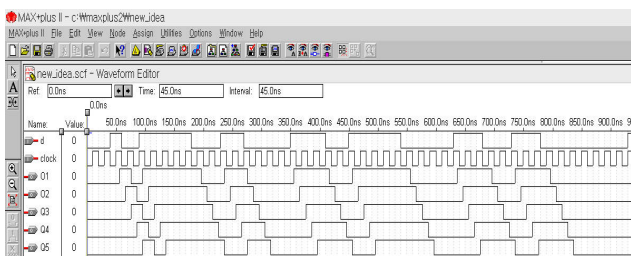 MAX+plus II - c:₩maxplus2₩new_idea
MAX+plus II File Edit View Node Assign Utilities Options Window Help
new_idea.scf - Waveform Editor
Ref: 0.0ns Time: 45.0ns Interval: 45.0ns
0.0ns
Name: Value: 50.0ns 100.0ns 150.0ns 200.0ns 250.0ns 300.0ns 350.0ns 400.0ns 450.0ns 500.0ns 550.0ns 600.0ns 650.0ns 700.0ns 750.0ns 800.0ns 850.0ns 900.0ns 9
d 0
clock 0
Q1 0
Q2 0
Q3 0
Q4 0
Q5 0